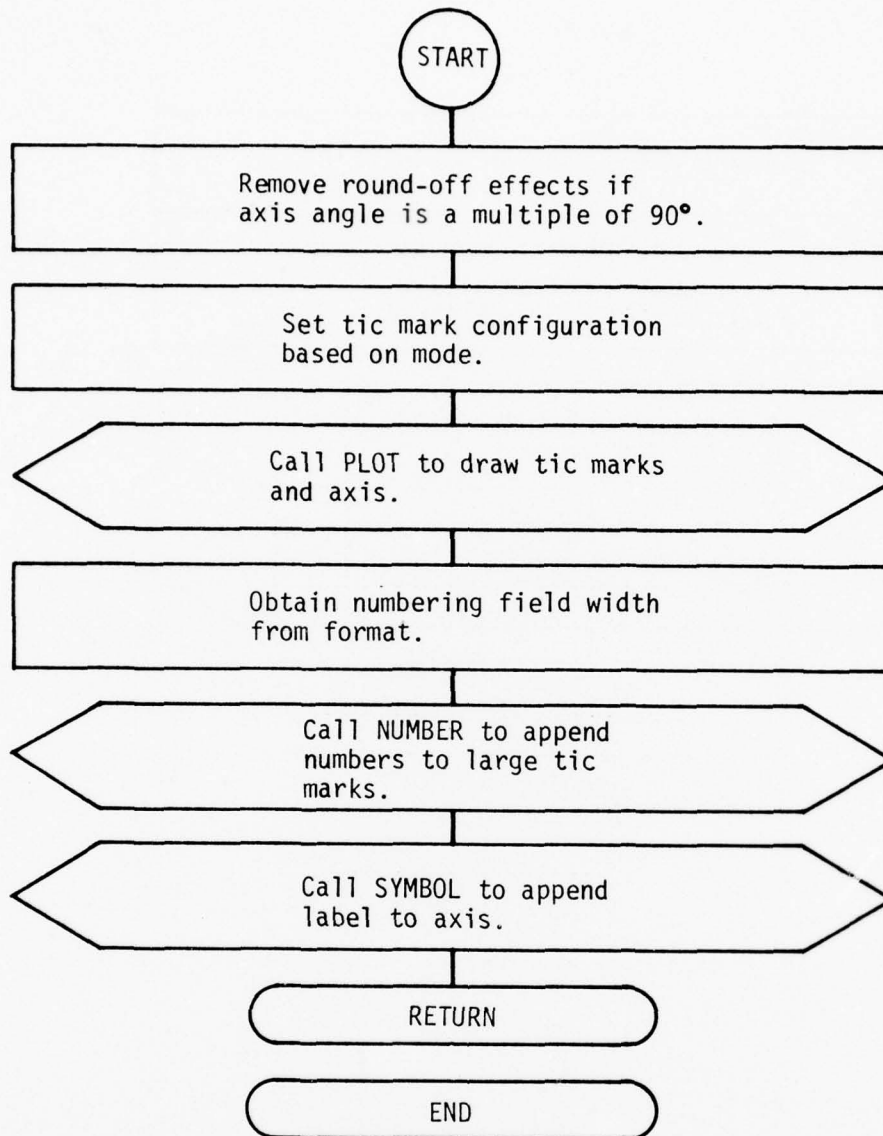 START
Remove round-off effects if
axis angle is a multiple of 90°.
Set tic mark configuration
based on mode.
Call PLOT to draw tic marks
and axis.
Obtain numbering field width
from format.
Call NUMBER to append
numbers to large tic
marks.
Call SYMBOL to append
label to axis.
RETURN
END